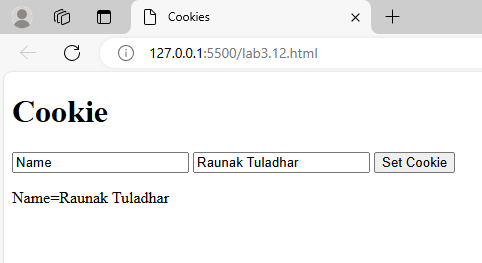 Cookies
127.0.0.1:5500/lab3.12.html
Cookie
Name Raunak Tuladhar Set Cookie
Name=Raunak Tuladhar